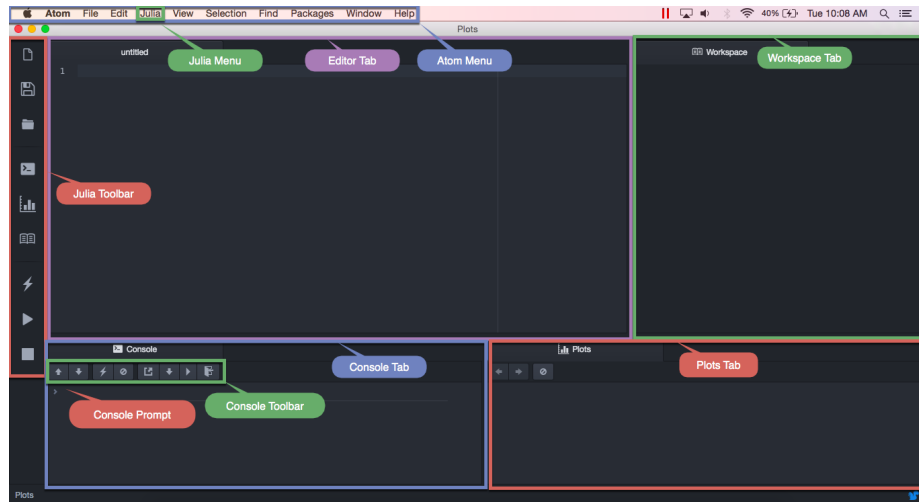 Atom File Edit Julia View Selection Find Packages Window Help 40% Tue 10:08 AM
Plots
untitled
Workspace
Julia Menu
Editor Tab
Atom Menu
Workspace Tab
1
Julia Toolbar
Console
Plots
Console Tab
Plots Tab
Console Prompt
Console Toolbar
Plots